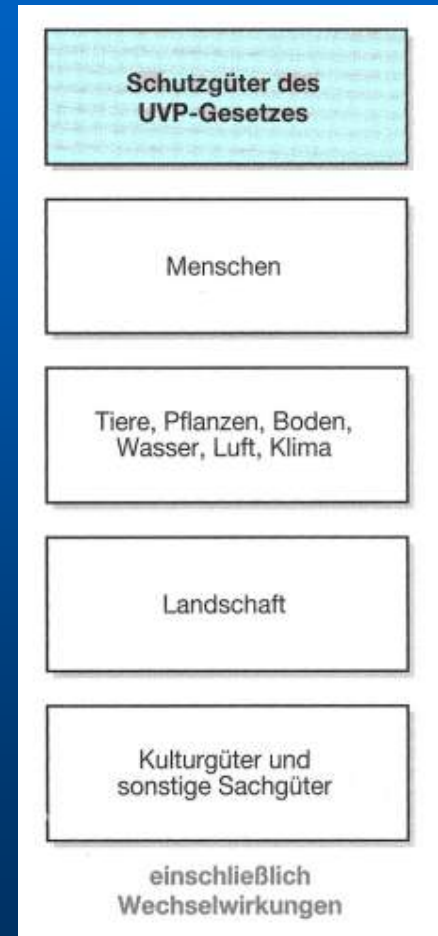 Schutzgüter des
UVP-Gesetzes
Menschen
Tiere, Pflanzen, Boden,
Wasser, Luft, Klima
Landschaft
Kulturgüter und
sonstige Sachgüter
einschließlich
Wechselwirkungen